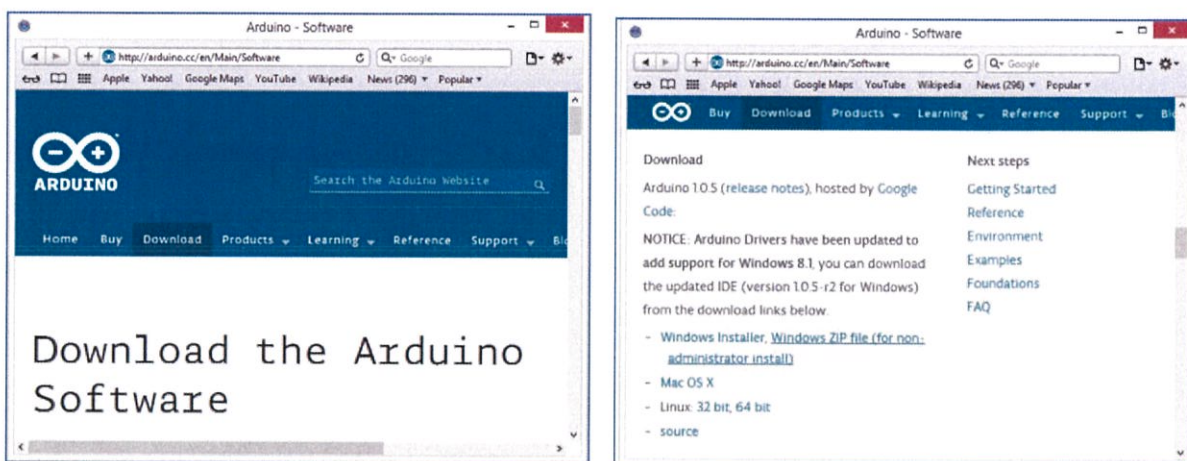 Arduino - Software
http://arduino.cc/en/Main/Software
Google
Apple Yahoo! Google Maps YouTube Wikipedia News (296) Popular
ARDUINO
Search the Arduino Website
Home Buy Download Products Learning Reference Support Blo
Download the Arduino
Software
Arduino - Software
http://arduino.cc/en/Main/Software
Google
Apple Yahoo! Google Maps YouTube Wikipedia News (296) Popular
Buy Download Products Learning Reference Support Blo
Download
Arduino 1.0.5 (release notes), hosted by Google
Code:
NOTICE: Arduino Drivers have been updated to
add support for Windows 8.1, you can download
the updated IDE (version 1.0.5-r2 for Windows)
from the download links below.
- Windows Installer, Windows ZIP file (for non-
administrator install)
- Mac OS X
- Linux: 32 bit, 64 bit
- source
Next steps
Getting Started
Reference
Environment
Examples
Foundations
FAQ